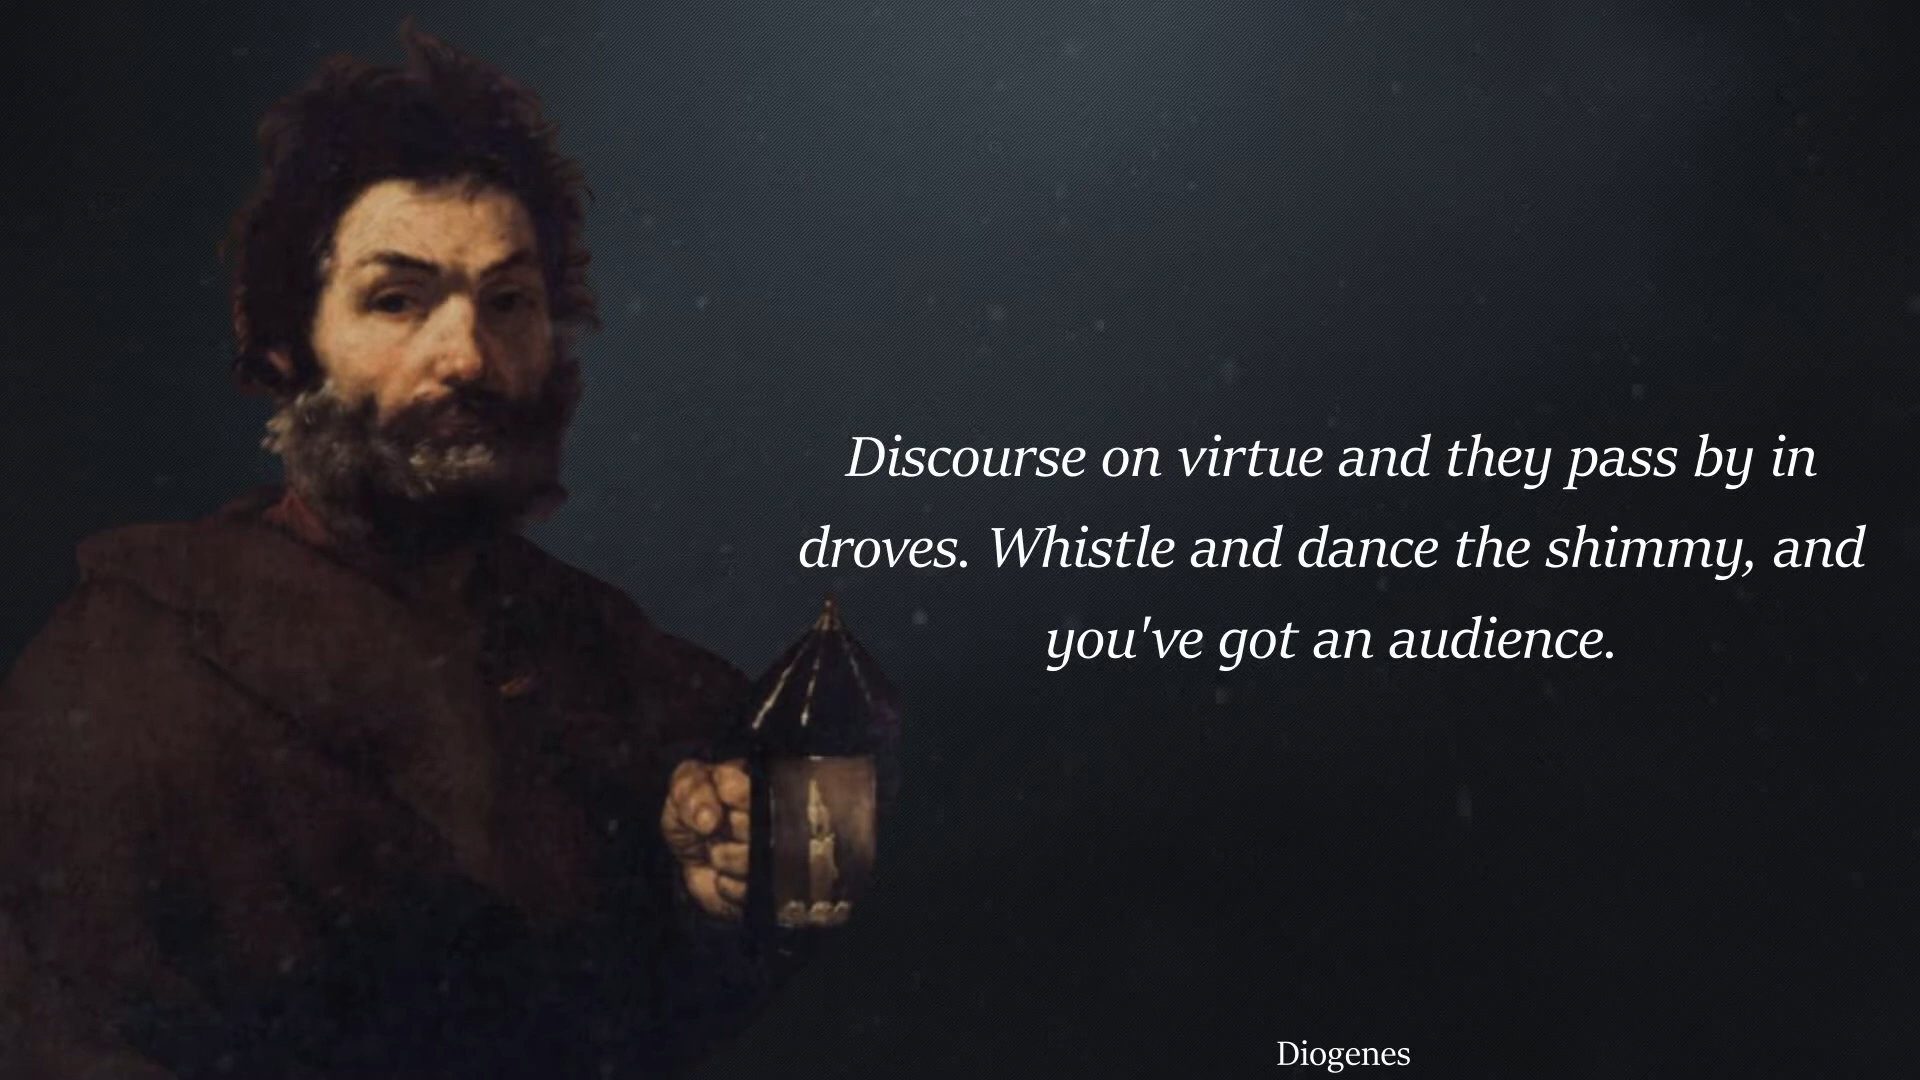 Discourse on virtue and they pass by in
droves. Whistle and dance the shimmy, and
you've got an audience.
Diogenes